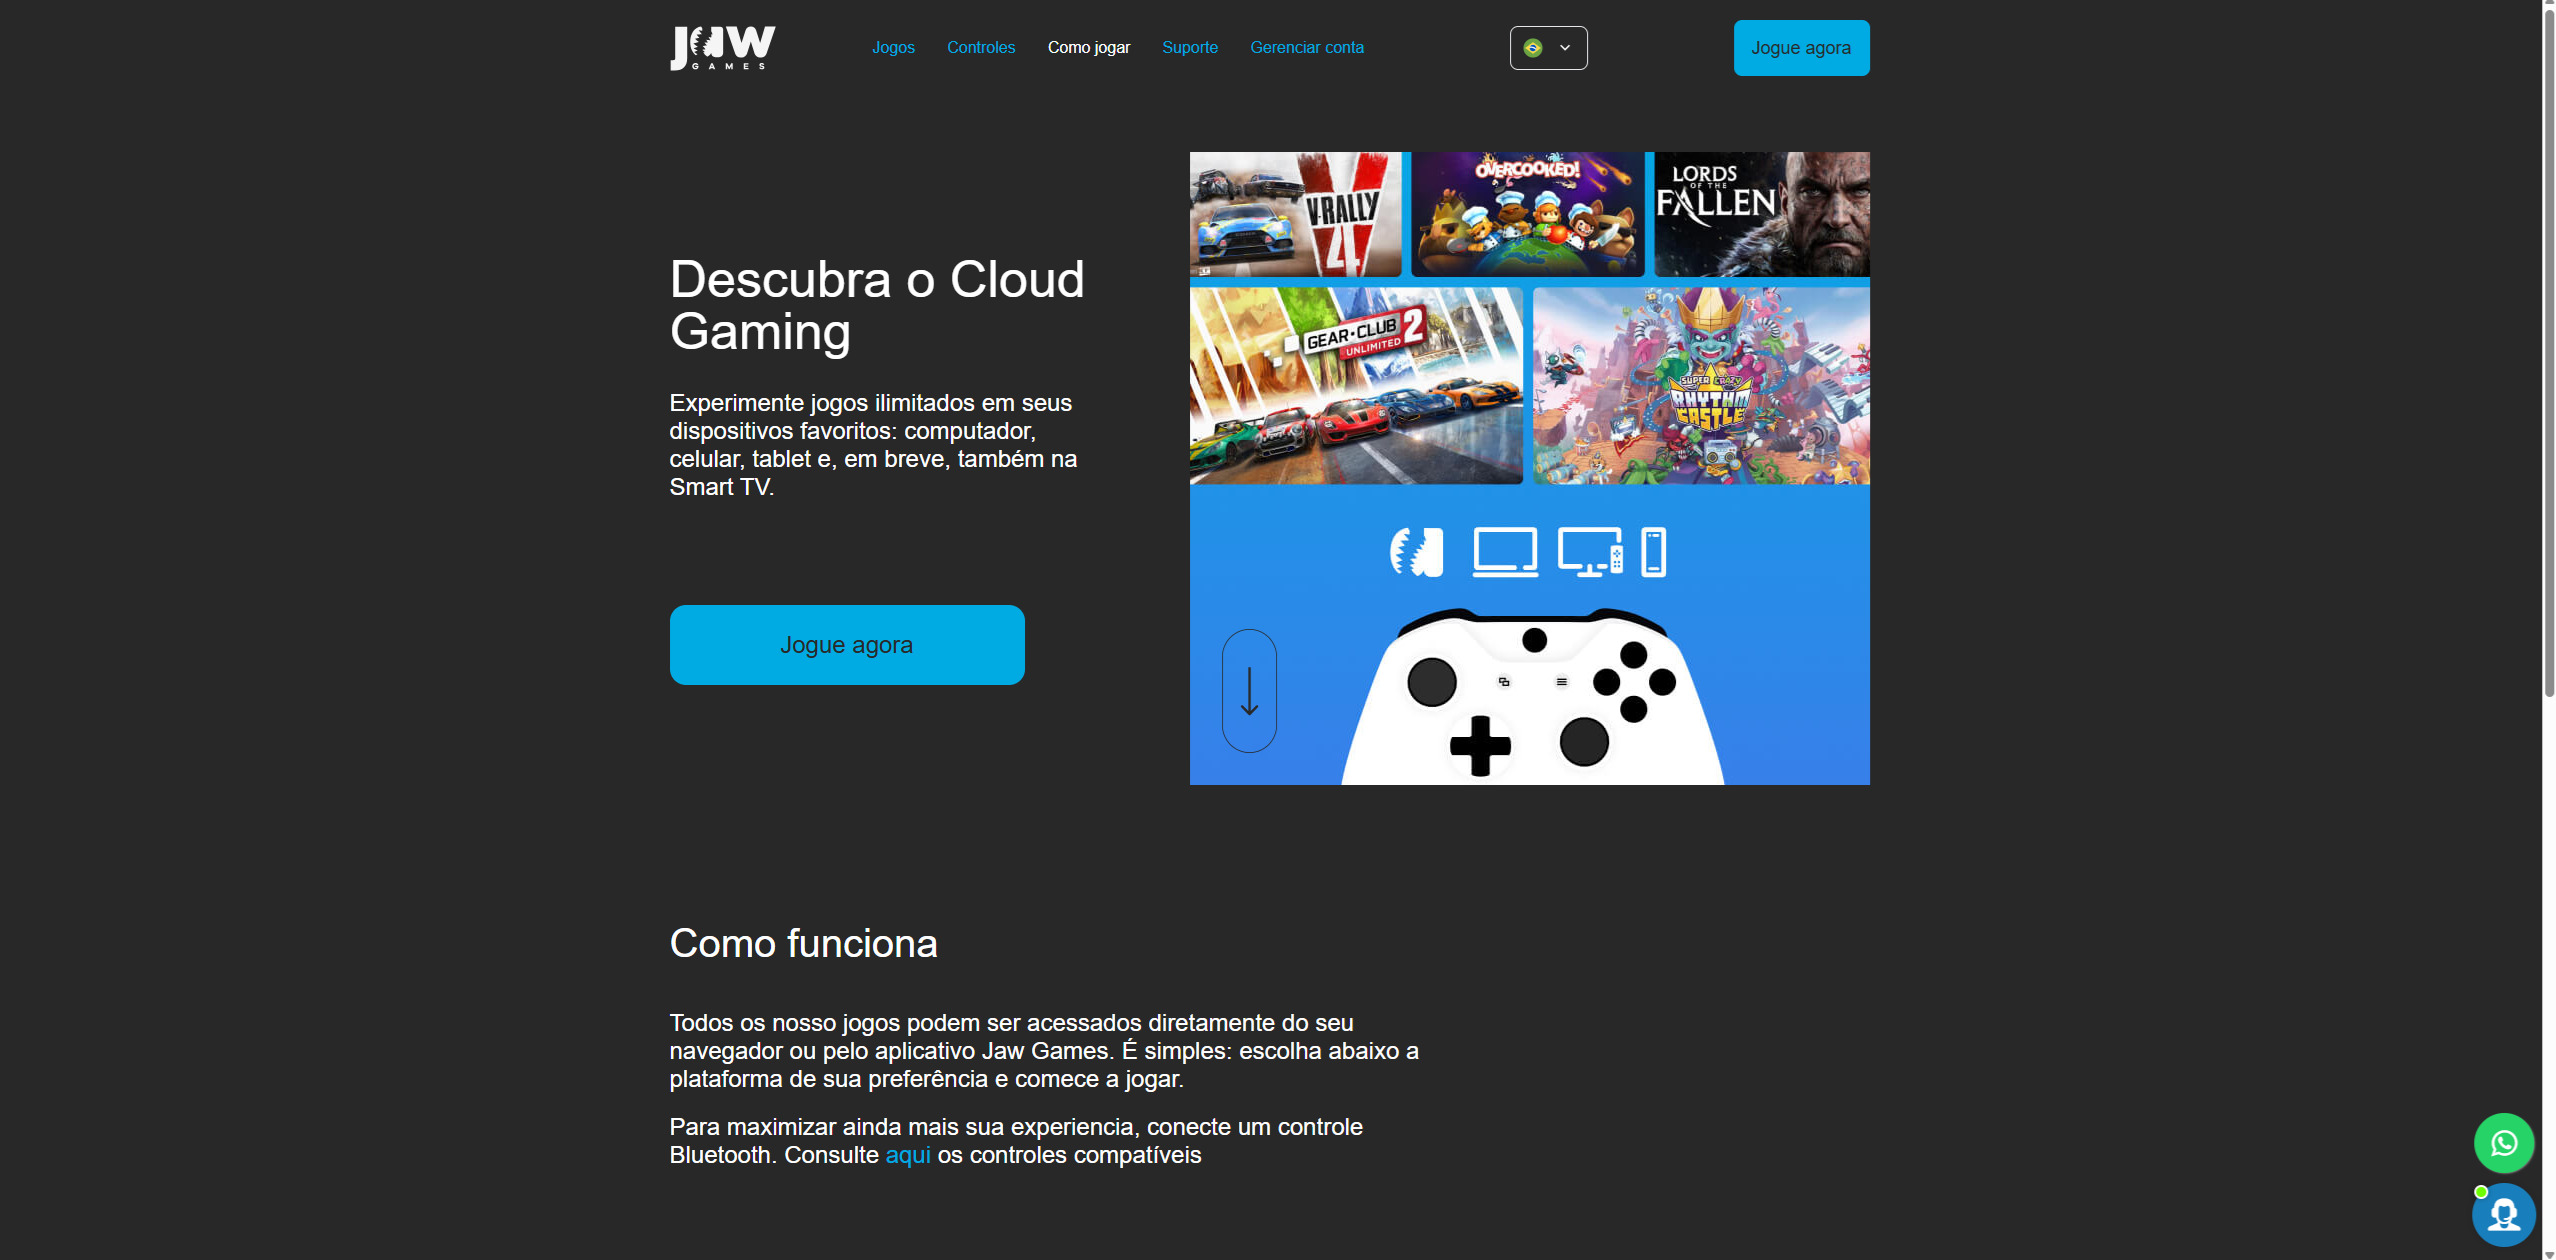 JAW
GAMES
Jogos
Controles
Como jogar
Suporte
Gerenciar conta
Jogue agora
Descubra o Cloud
Gaming
Experimente jogos ilimitados em seus
dispositivos favoritos: computador,
celular, tablet e, em breve, também na
Smart TV.
Jogue agora
V-RALLY
4
OVERCOOKED!
LORDS
OF THE
FALLEN
GEAR·CLUB 2
UNLIMITED
SUPER CRAZY
RHYTHM
CASTLE
Como funciona
Todos os nosso jogos podem ser acessados diretamente do seu
navegador ou pelo aplicativo Jaw Games. É simples: escolha abaixo a
plataforma de sua preferência e comece a jogar.
Para maximizar ainda mais sua experiencia, conecte um controle
Bluetooth. Consulte aqui os controles compatíveis